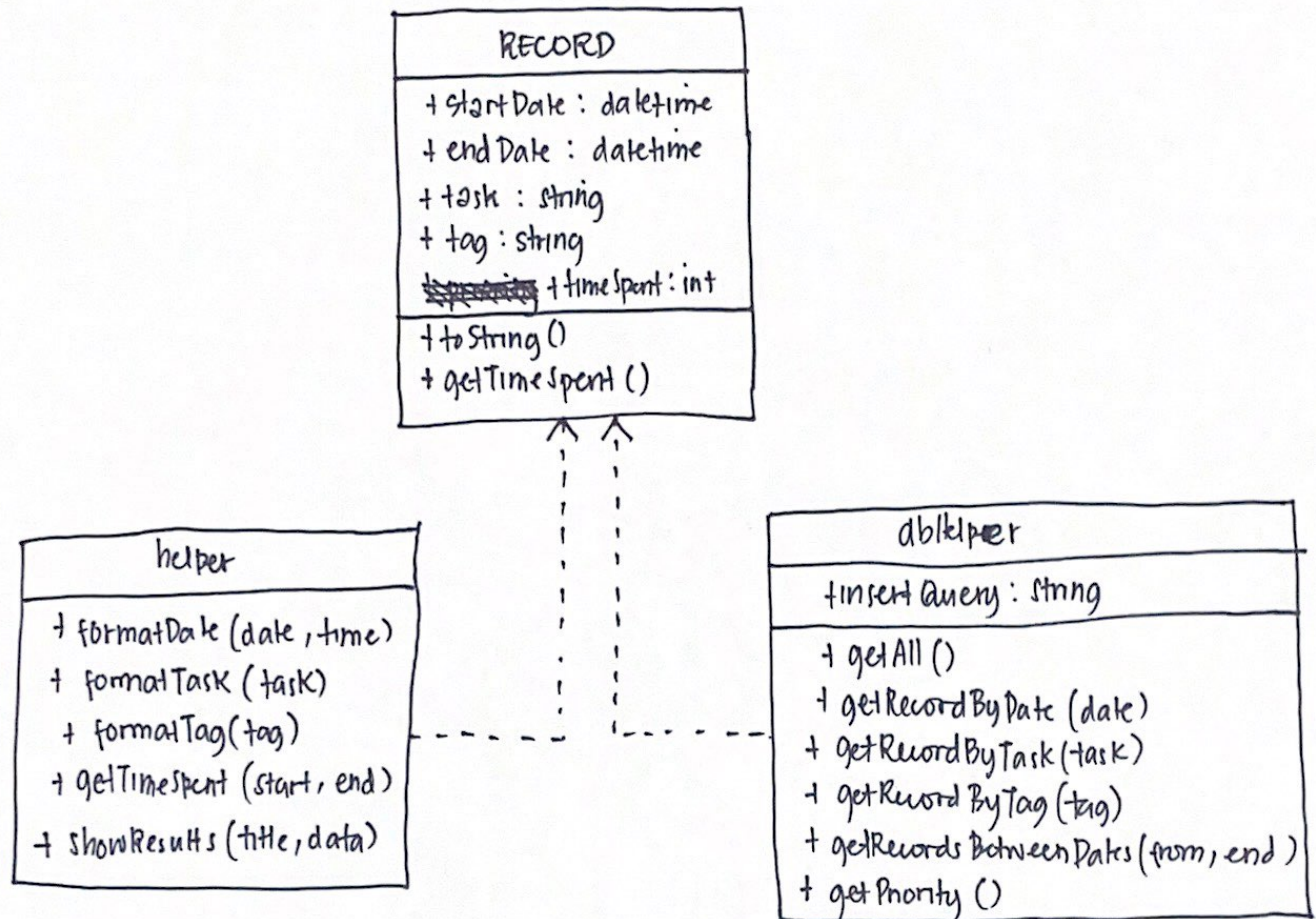 RECORD
+ startDate : datetime
+ endDate : datetime
+ task : string
+ tag : string
+ timeSpent : int
+ toString ()
+ getTimeSpent ()
helper
+ formatDate (date, time)
+ formatTask (task)
+ formatTag (tag)
+ getTimeSpent (start, end)
+ showResults (title, data)
dbHelper
+ insertQuery : string
+ getAll ()
+ getRecordByDate (date)
+ getRecordByTask (task)
+ getRecordByTag (tag)
+ getRecordsBetweenDates (from, end)
+ getPriority ()